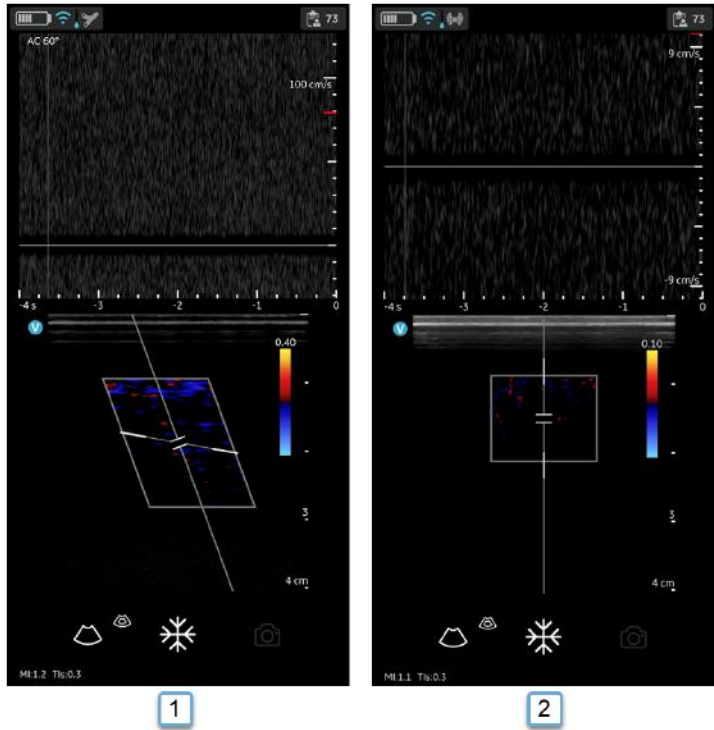 73
AC 60°
100 cm/s
-4 s -3 -2 -1 0
V
0.40
3
4 cm
MI:1.2 TIs:0.3
1
73
9 cm/s
-9 cm/s
-4 s -3 -2 -1 0
V
0.10
3
4 cm
MI:1.1 TIs:0.3
2